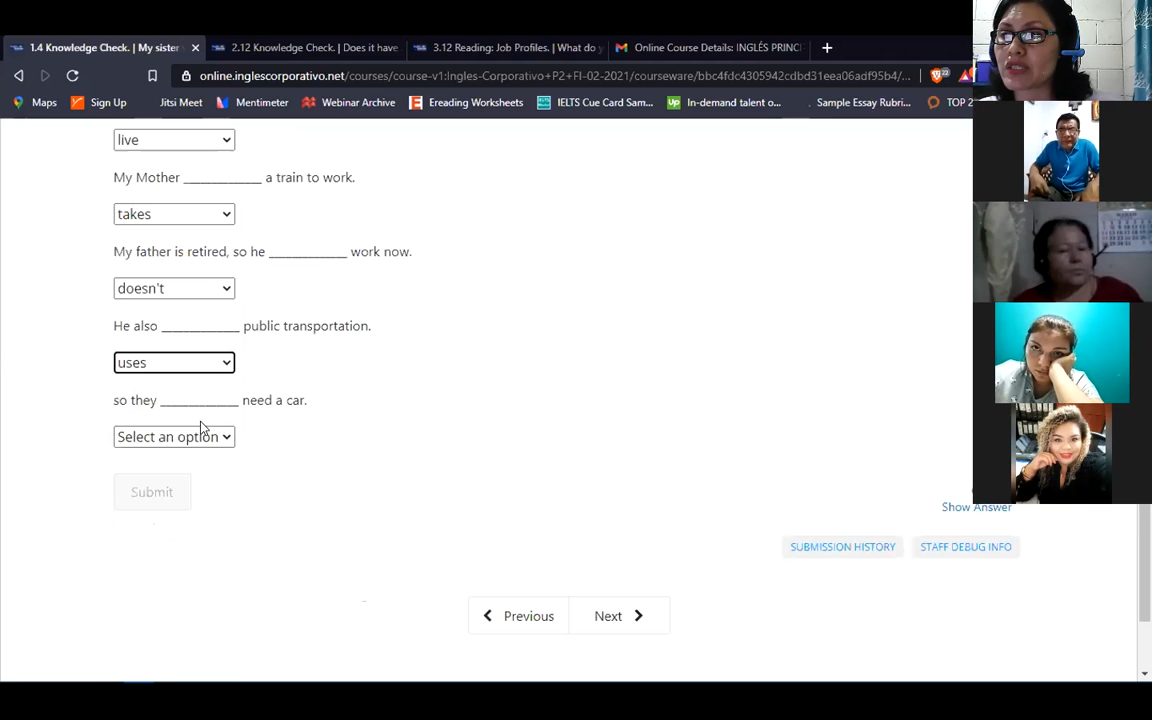 1.4 Knowledge Check. | My sister
2.12 Knowledge Check. | Does it have
3.12 Reading: Job Profiles. | What do y
Online Course Details: INGLÉS PRINC
online.inglescorporativo.net/courses/course-v1:Ingles-Corporativo+P2+FI-02-2021/courseware/bbc4fdc4305942cdbd31eea06adf95b4/...
22
Maps
Sign Up
Jitsi Meet
Mentimeter
Webinar Archive
Ereading Worksheets
IELTS Cue Card Sam...
In-demand talent o...
Sample Essay Rubri...
TOP 2
live
My Mother _____________ a train to work.
takes
My father is retired, so he _____________ work now.
doesn't
He also _____________ public transportation.
uses
so they _____________ need a car.
Select an option
Submit
Show Answer
SUBMISSION HISTORY
STAFF DEBUG INFO
Previous
Next